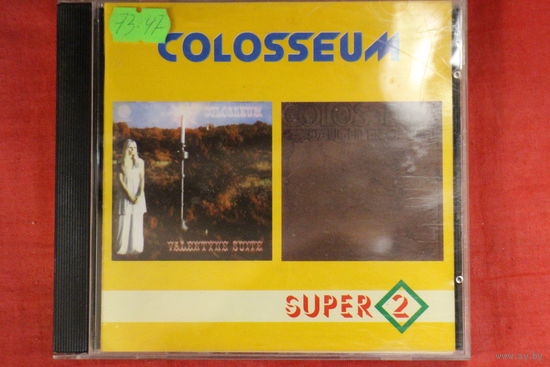 73-47
COLOSSEUM
COLOSSEUM
VALENTYNE SUITE
SUPER 2
www.ay.by